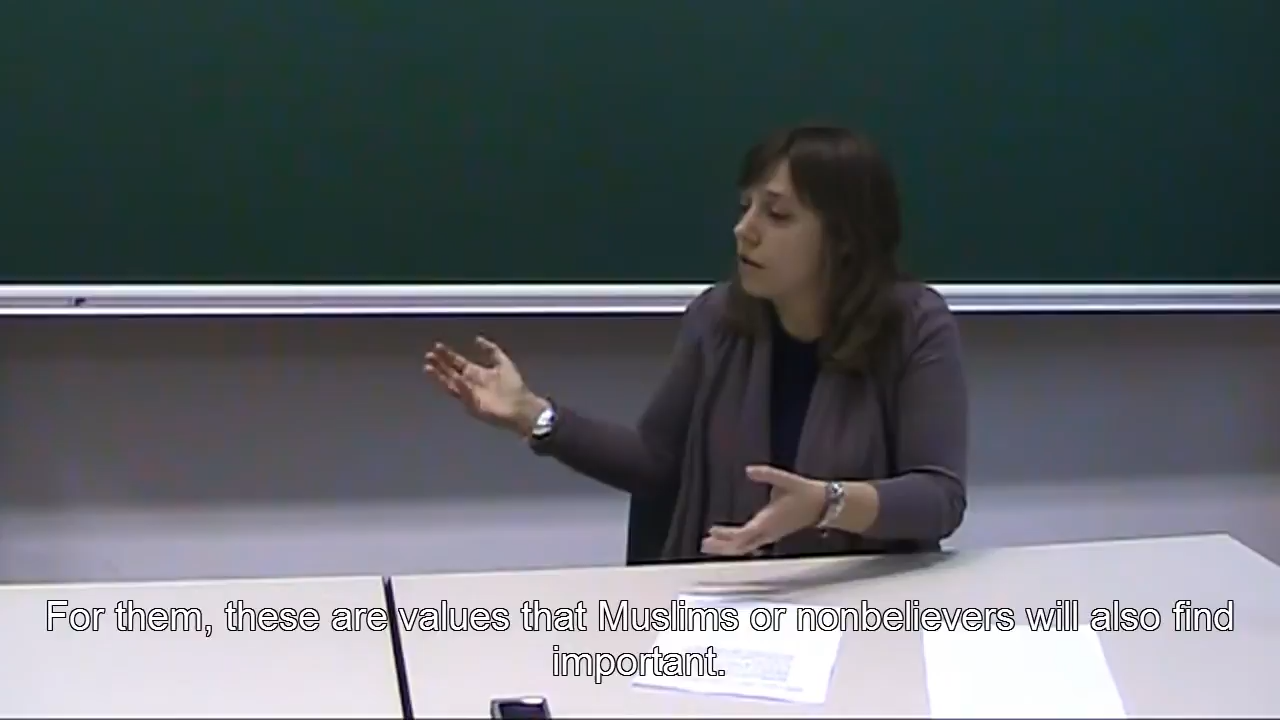 For them, these are values that Muslims or nonbelievers will also find
important.